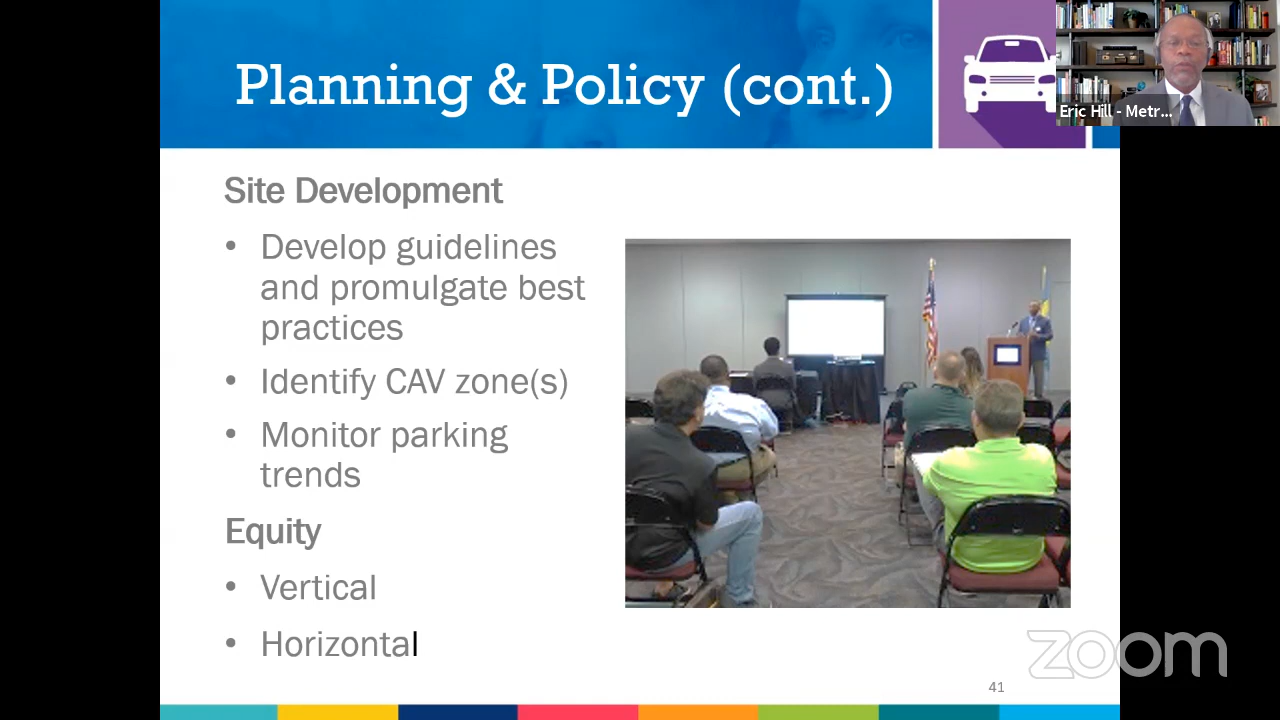 Planning & Policy (cont.)
Eric Hill - Metr...
Site Development
• Develop guidelines
and promulgate best
practices
• Identify CAV zone(s)
• Monitor parking
trends
Equity
• Vertical
• Horizontal
zoom
41